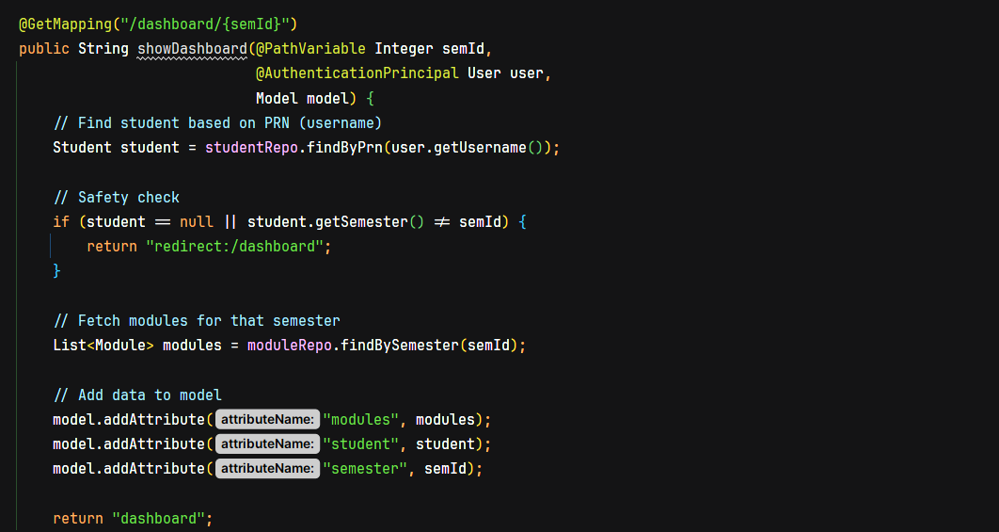 @GetMapping("/dashboard/{semId}")
public String showDashboard(@PathVariable Integer semId,
                            @AuthenticationPrincipal User user,
                            Model model) {
    // Find student based on PRN (username)
    Student student = studentRepo.findByPrn(user.getUsername());

    // Safety check
    if (student == null || student.getSemester() != semId) {
        return "redirect:/dashboard";
    }

    // Fetch modules for that semester
    List<Module> modules = moduleRepo.findBySemester(semId);

    // Add data to model
    model.addAttribute( attributeName: "modules", modules);
    model.addAttribute( attributeName: "student", student);
    model.addAttribute( attributeName: "semester", semId);

    return "dashboard";